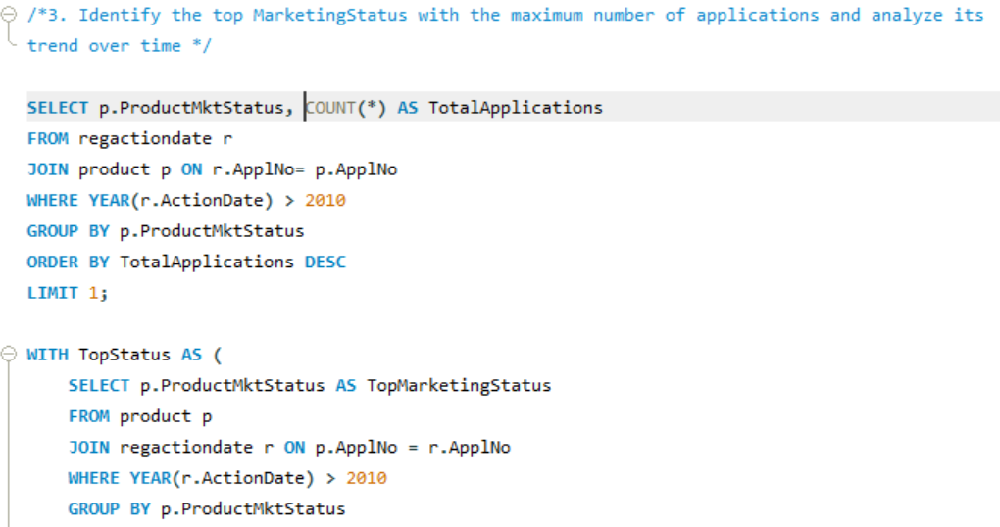 /*3. Identify the top MarketingStatus with the maximum number of applications and analyze its
trend over time */
SELECT p.ProductMktStatus, COUNT(*) AS TotalApplications
FROM regactiondate r
JOIN product p ON r.ApplNo= p.ApplNo
WHERE YEAR(r.ActionDate) > 2010
GROUP BY p.ProductMktStatus
ORDER BY TotalApplications DESC
LIMIT 1;
WITH TopStatus AS (
SELECT p.ProductMktStatus AS TopMarketingStatus
FROM product p
JOIN regactiondate r ON p.ApplNo = r.ApplNo
WHERE YEAR(r.ActionDate) > 2010
GROUP BY p.ProductMktStatus